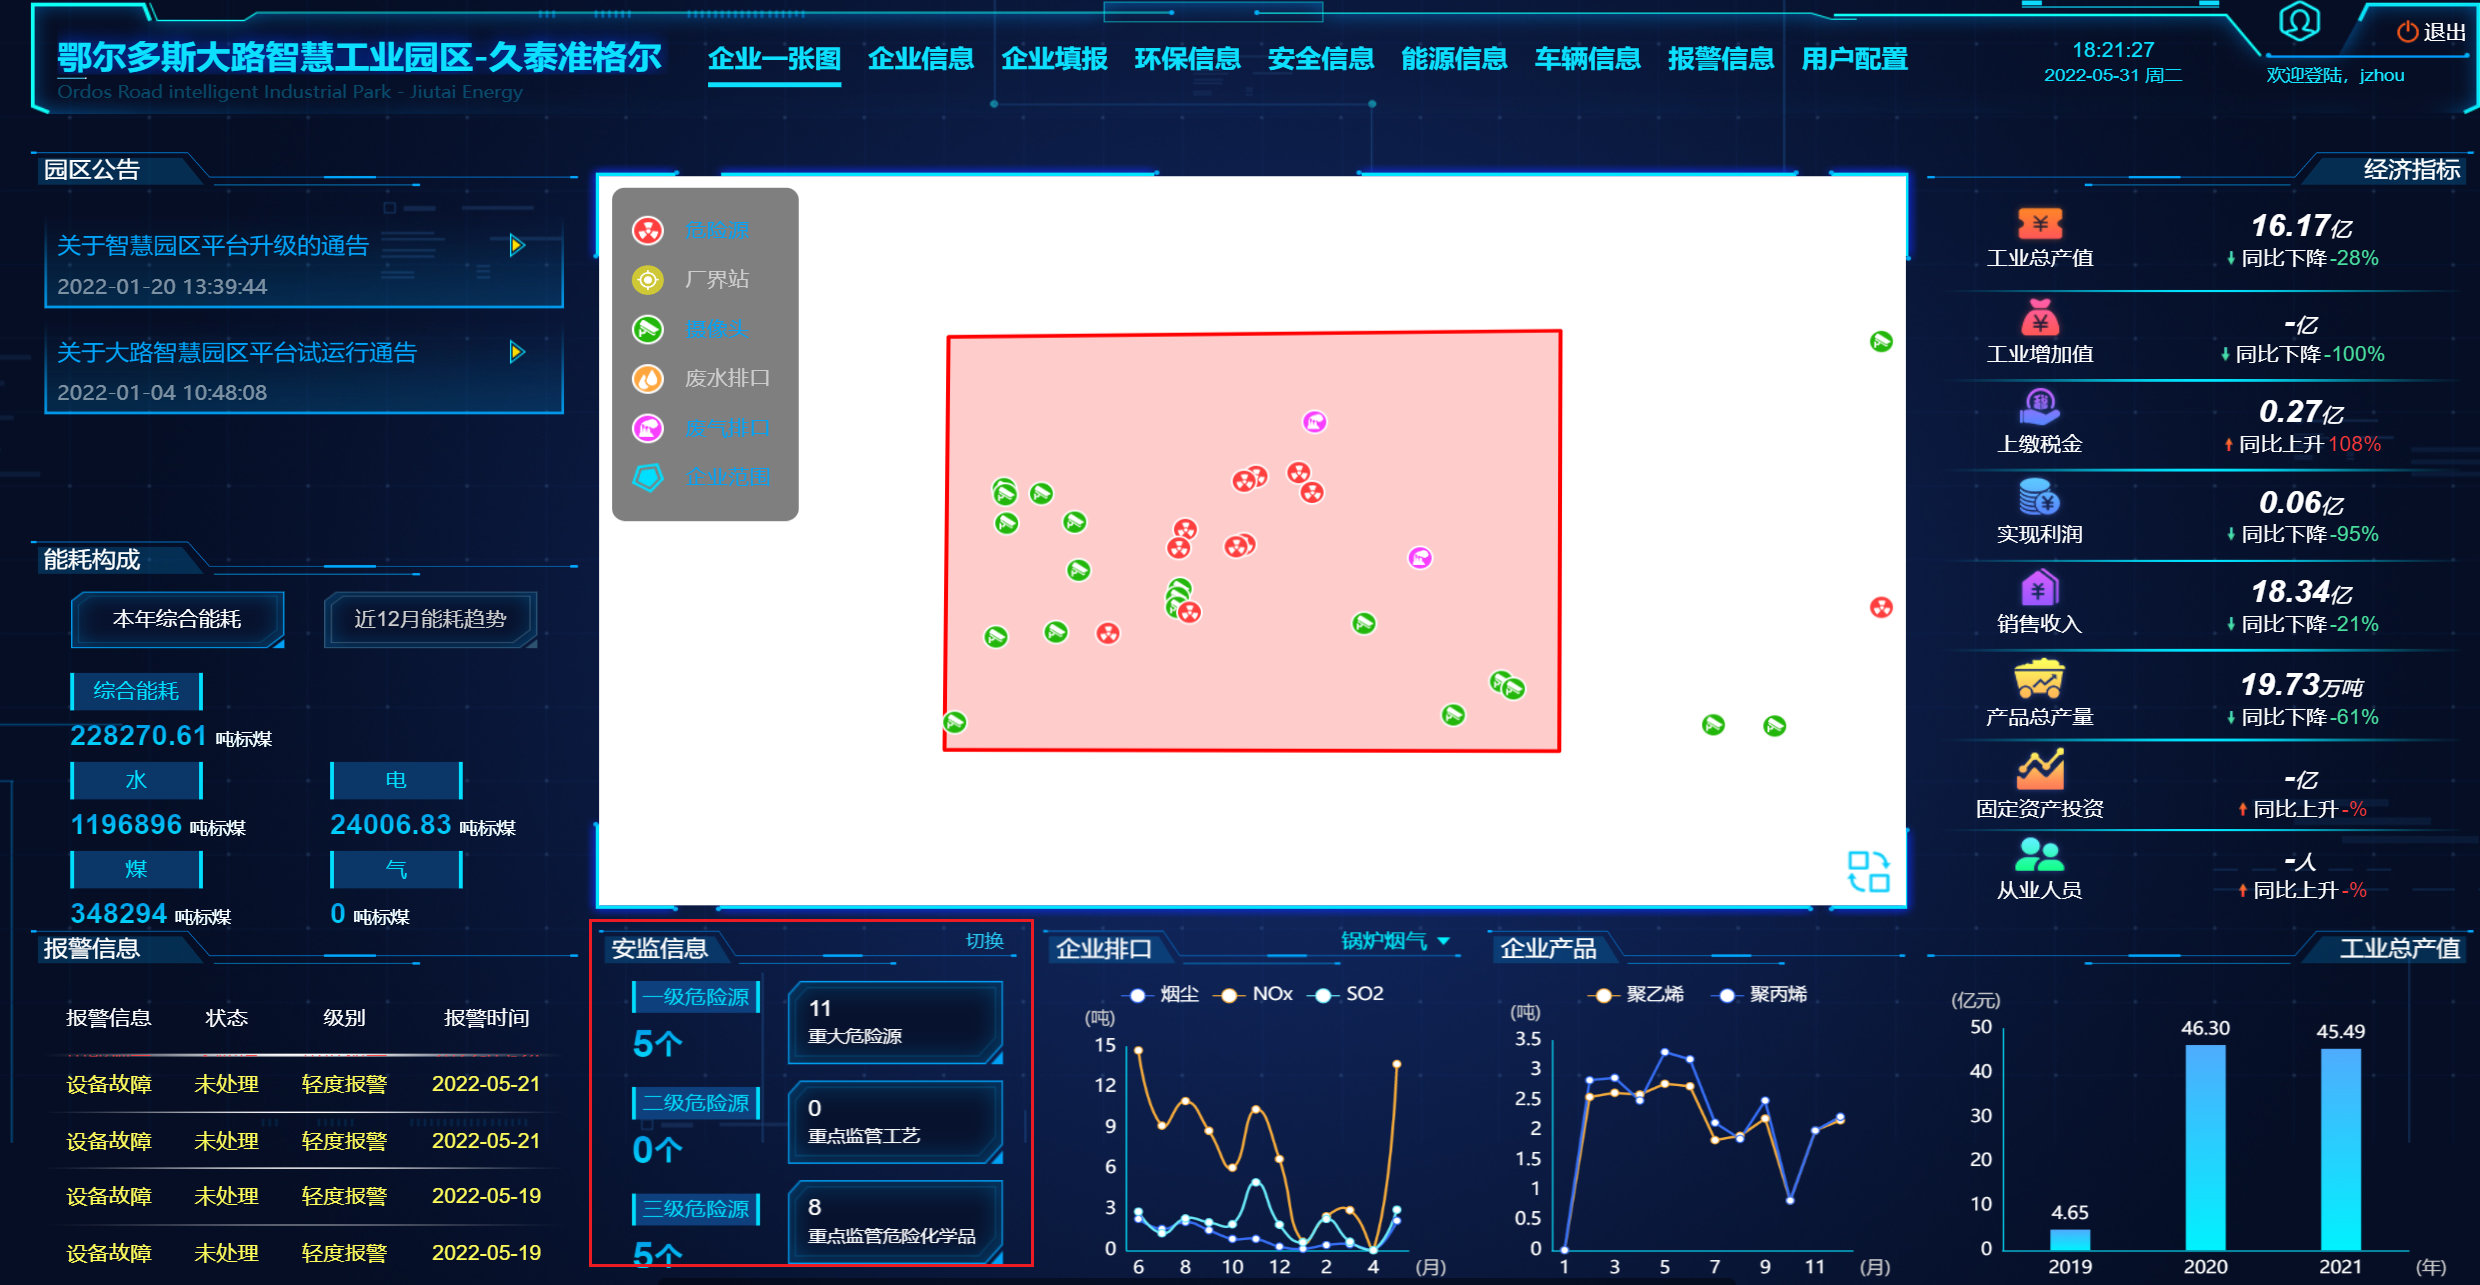 鄂尔多斯大路智慧工业园区-久泰准格尔
Ordos Road intelligent Industrial Park - Jiutai Energy
企业一张图 企业信息 企业填报 环保信息 安全信息 能源信息 车辆信息 报警信息 用户配置
18:21:27
2022-05-31 周二
退出
欢迎登陆，jzhou
园区公告
关于智慧园区平台升级的通告
2022-01-20 13:39:44
关于大路智慧园区平台试运行通告
2022-01-04 10:48:08
能耗构成
本年综合能耗 近12月能耗趋势
综合能耗
228270.61 吨标煤
水 电
1196896 吨标煤 24006.83 吨标煤
煤 气
348294 吨标煤 0 吨标煤
报警信息
报警信息 状态 级别 报警时间
设备故障 未处理 轻度报警 2022-05-21
设备故障 未处理 轻度报警 2022-05-21
设备故障 未处理 轻度报警 2022-05-19
设备故障 未处理 轻度报警 2022-05-19
危险源
厂界站
摄像头
废水排口
废气排口
企业范围
安监信息 切换
一级危险源
5个
二级危险源
0个
三级危险源
5个
11
重大危险源
0
重点监管工艺
8
重点监管危险化学品
企业排口 锅炉烟气
烟尘 NOx SO2
(吨)
15
12
9
6
3
0
6 8 10 12 2 4 (月)
企业产品
聚乙烯 聚丙烯
(吨)
3.5
3
2.5
2
1.5
1
0.5
0
1 3 5 7 9 11 (月)
经济指标
工业总产值
16.17亿
同比下降-28%
工业增加值
-亿
同比下降-100%
上缴税金
0.27亿
同比上升108%
实现利润
0.06亿
同比下降-95%
销售收入
18.34亿
同比下降-21%
产品总产量
19.73万吨
同比下降-61%
固定资产投资
-亿
同比上升-%
从业人员
-人
同比上升-%
工业总产值
(亿元)
50
40
30
20
10
0
4.65
46.30
45.49
2019 2020 2021 (年)